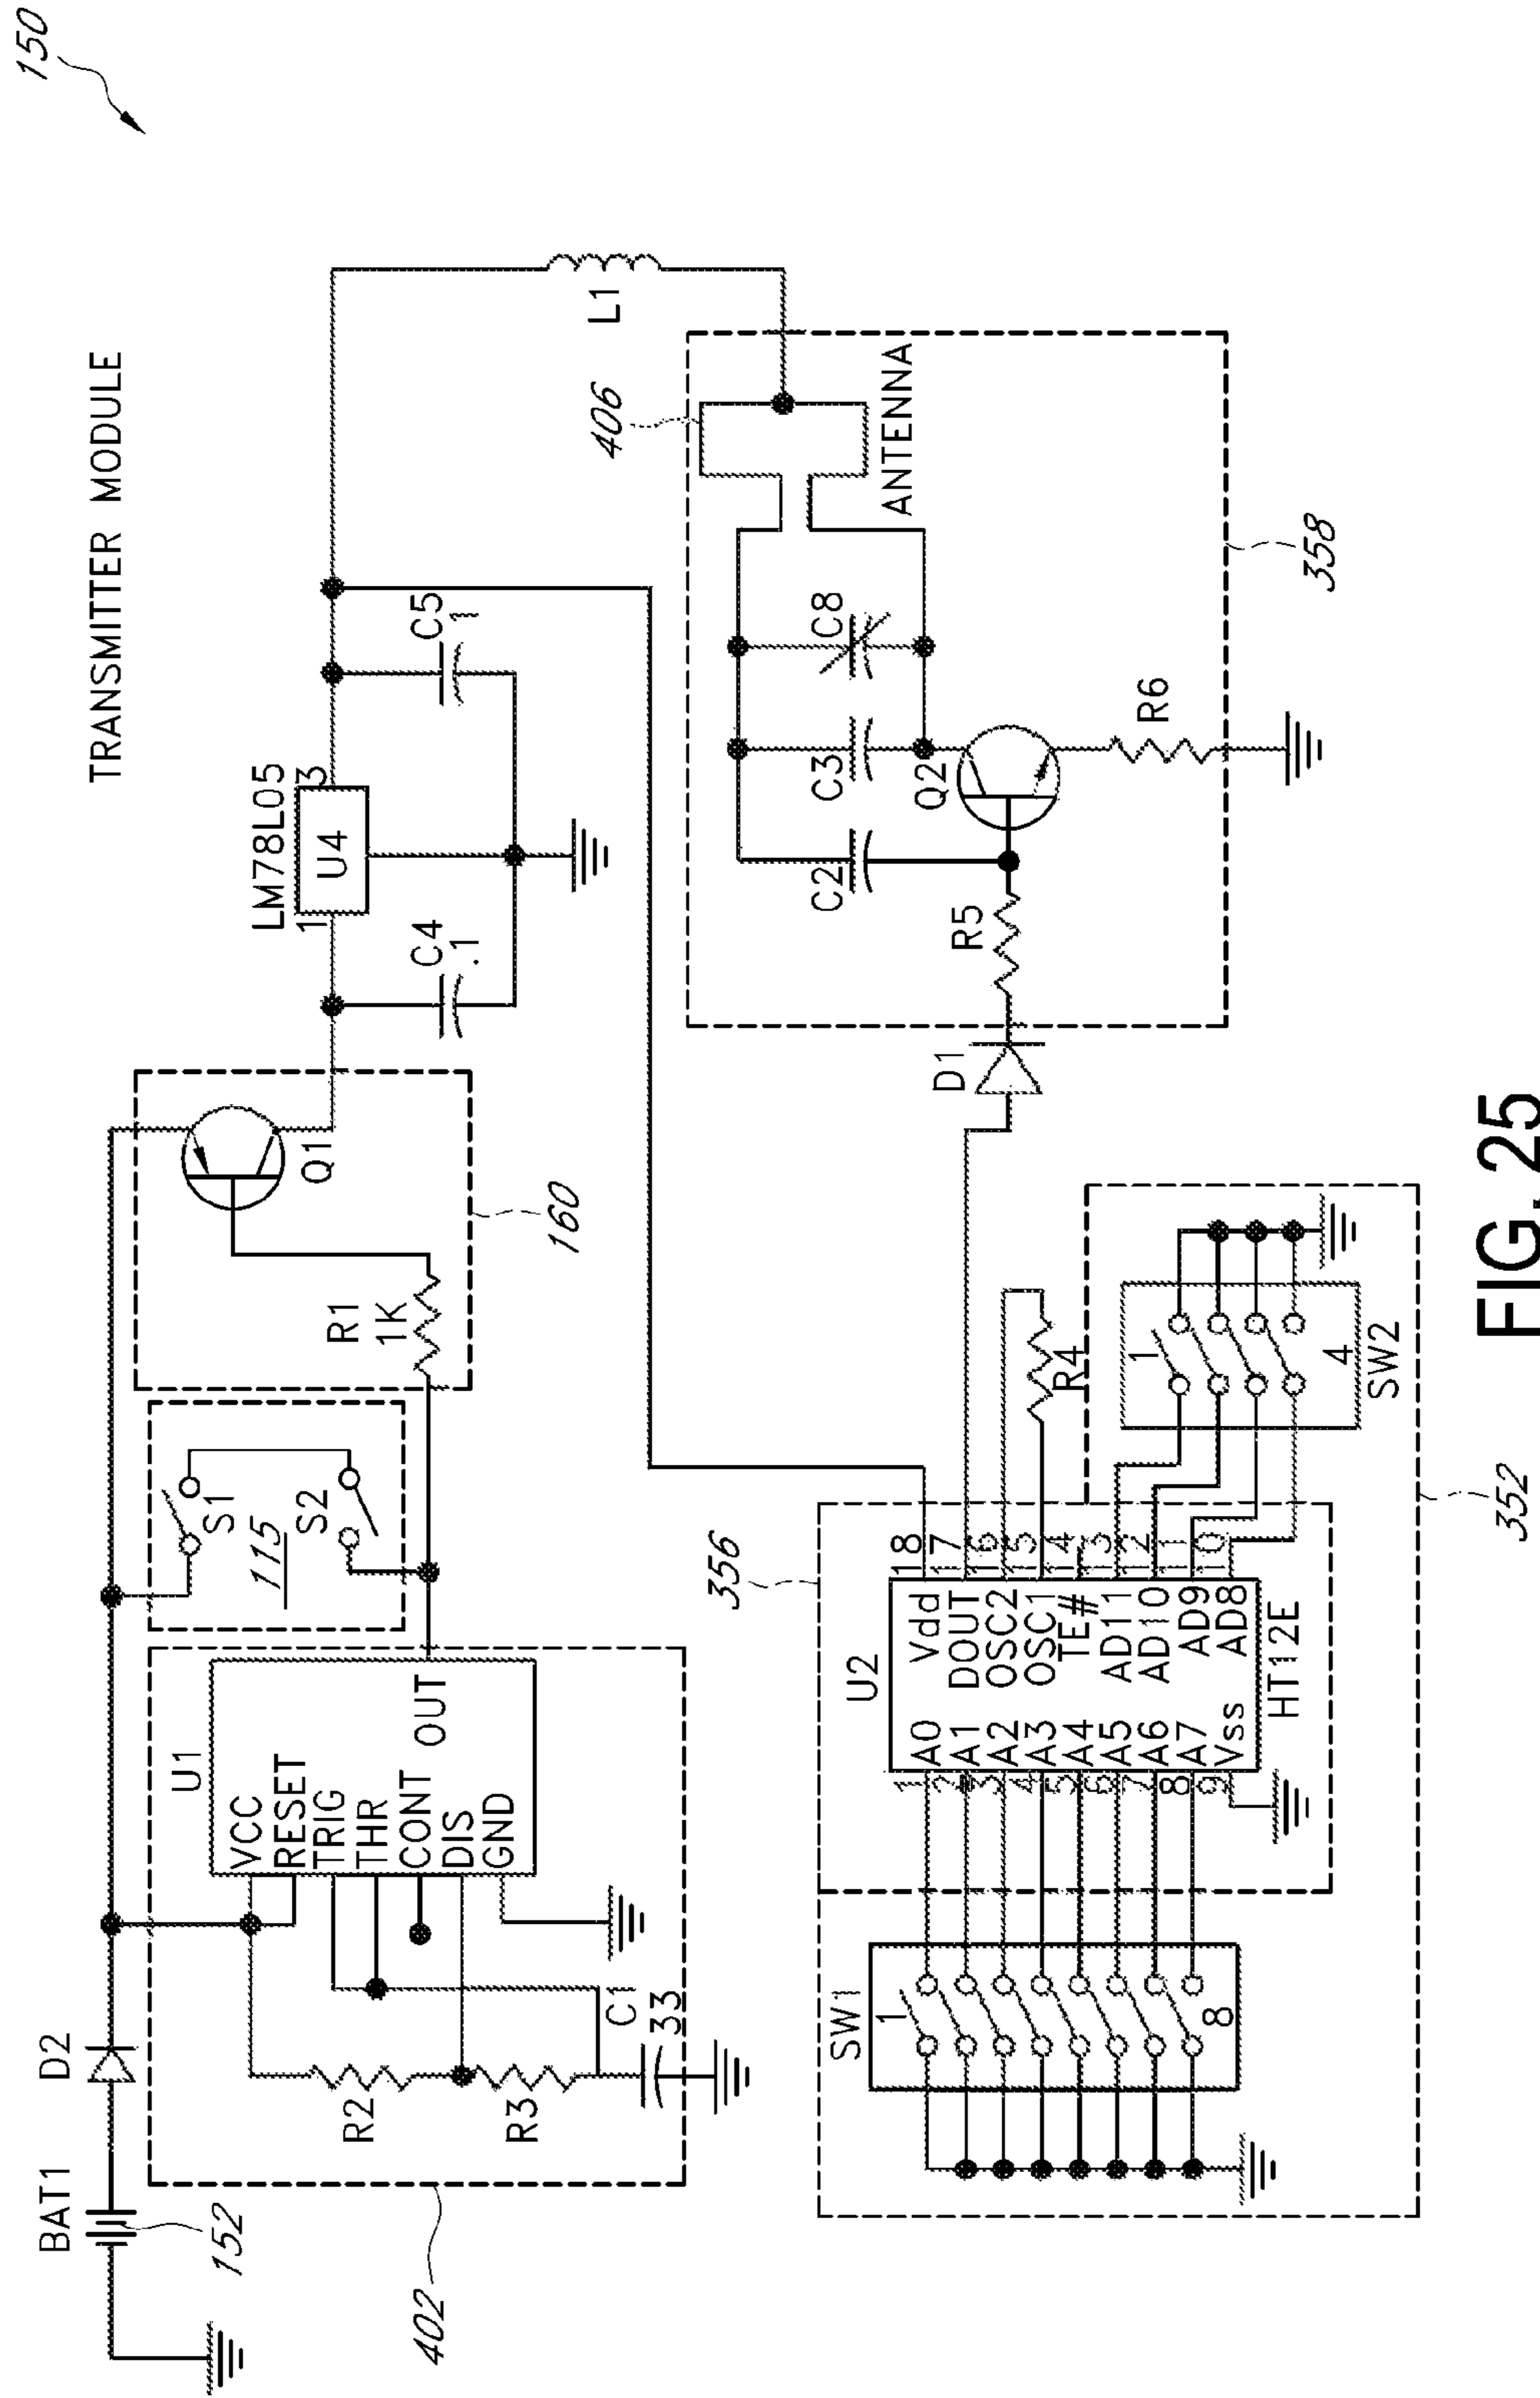 150
TRANSMITTER MODULE
BAT1
152
D2
402
U1
VCC
RESET
TRIG
THR
CONT
DIS
GND
OUT
R2
R3
C1
33
S1
115
S2
R1
1K
Q1
160
LM78L05
1
U4
3
C4
.1
C5
1
L1
406
ANTENNA
C2
C3
C8
Q2
R5
R6
D1
358
356
U2
SW1
1
8
1 A0
2 A1
3 A2
4 A3
5 A4
6 A5
7 A6
8 A7
9 Vss
Vdd 18
DOUT 17
OSC2 16
OSC1 15
TE# 14
AD11 13
AD10 12
AD9 11
AD8 10
HT12E
R4
1
4
SW2
352
FIG. 25